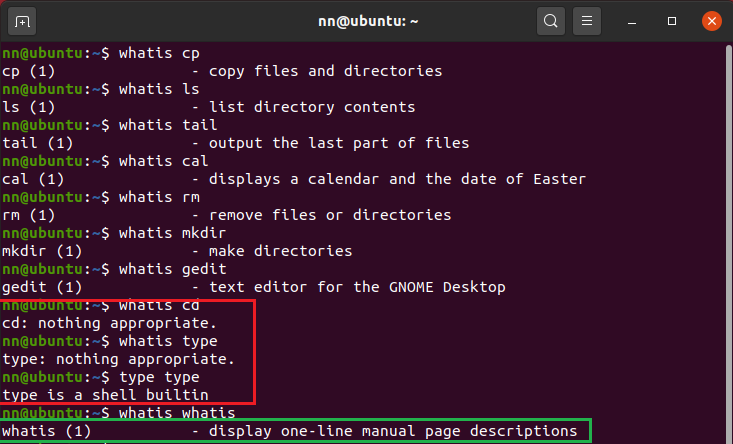 nn@ubuntu: ~
nn@ubuntu:~$ whatis cp
cp (1)               - copy files and directories
nn@ubuntu:~$ whatis ls
ls (1)               - list directory contents
nn@ubuntu:~$ whatis tail
tail (1)             - output the last part of files
nn@ubuntu:~$ whatis cal
cal (1)              - displays a calendar and the date of Easter
nn@ubuntu:~$ whatis rm
rm (1)               - remove files or directories
nn@ubuntu:~$ whatis mkdir
mkdir (1)            - make directories
nn@ubuntu:~$ whatis gedit
gedit (1)            - text editor for the GNOME Desktop
nn@ubuntu:~$ whatis cd
cd: nothing appropriate.
nn@ubuntu:~$ whatis type
type: nothing appropriate.
nn@ubuntu:~$ type type
type is a shell builtin
nn@ubuntu:~$ whatis whatis
whatis (1)           - display one-line manual page descriptions